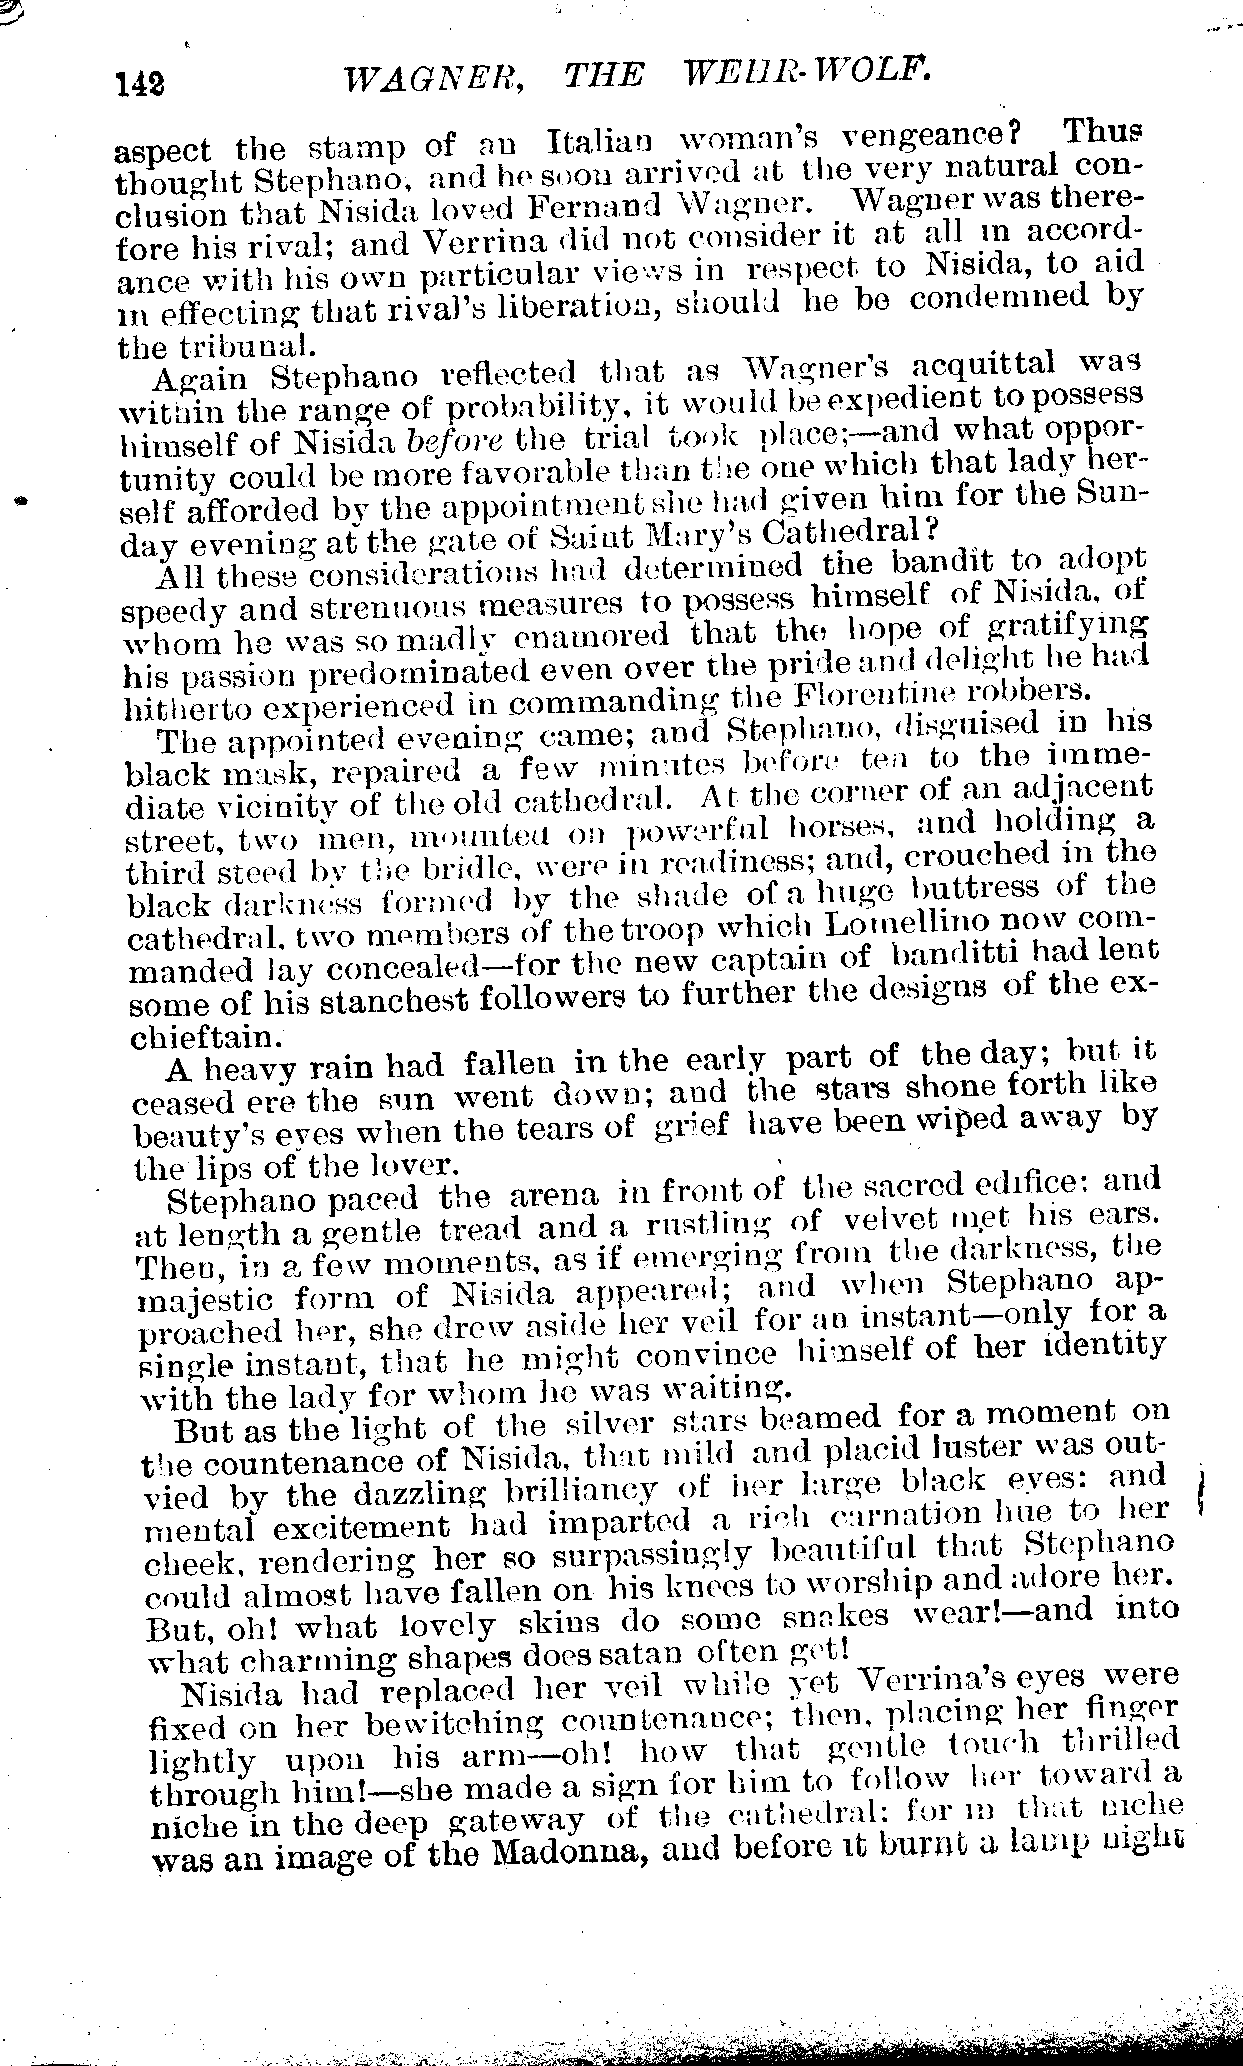 142 WAGNER, THE WEHR-WOLF.
aspect the stamp of an Italian woman's vengeance? Thus
thought Stephano, and he soon arrived at the very natural con-
clusion that Nisida loved Fernand Wagner. Wagner was there-
fore his rival; and Verrina did not consider it at all in accord-
ance with his own particular views in respect to Nisida, to aid
in effecting that rival's liberation, should he be condemned by
the tribunal.
Again Stephano reflected that as Wagner's acquittal was
within the range of probability, it would be expedient to possess
himself of Nisida before the trial took place;—and what oppor-
tunity could be more favorable than the one which that lady her-
self afforded by the appointment she had given him for the Sun-
day evening at the gate of Saint Mary's Cathedral?
All these considerations had determined the bandit to adopt
speedy and strenuous measures to possess himself of Nisida, of
whom he was so madly enamored that the hope of gratifying
his passion predominated even over the pride and delight he had
hitherto experienced in commanding the Florentine robbers.
The appointed evening came; and Stephano, disguised in his
black mask, repaired a few minutes before ten to the imme-
diate vicinity of the old cathedral. At the corner of an adjacent
street, two men, mounted on powerful horses, and holding a
third steed by the bridle, were in readiness; and, crouched in the
black darkness formed by the shade of a huge buttress of the
cathedral, two members of the troop which Lomellino now com-
manded lay concealed—for the new captain of banditti had lent
some of his stanchest followers to further the designs of the ex-
chieftain.
A heavy rain had fallen in the early part of the day; but it
ceased ere the sun went down; and the stars shone forth like
beauty's eyes when the tears of grief have been wiped away by
the lips of the lover.
Stephano paced the arena in front of the sacred edifice; and
at length a gentle tread and a rustling of velvet met his ears.
Then, in a few moments, as if emerging from the darkness, the
majestic form of Nisida appeared; and when Stephano ap-
proached her, she drew aside her veil for an instant—only for a
single instant, that he might convince himself of her identity
with the lady for whom he was waiting.
But as the light of the silver stars beamed for a moment on
the countenance of Nisida, that mild and placid luster was out-
vied by the dazzling brilliancy of her large black eyes: and
mental excitement had imparted a rich carnation hue to her
cheek, rendering her so surpassingly beautiful that Stephano
could almost have fallen on his knees to worship and adore her.
But, oh! what lovely skins do some snakes wear!—and into
what charming shapes does satan often get!
Nisida had replaced her veil while yet Verrina's eyes were
fixed on her bewitching countenance; then, placing her finger
lightly upon his arm—oh! how that gentle touch thrilled
through him!—she made a sign for him to follow her toward a
niche in the deep gateway of the cathedral: for in that niche
was an image of the Madonna, and before it burnt a lamp night